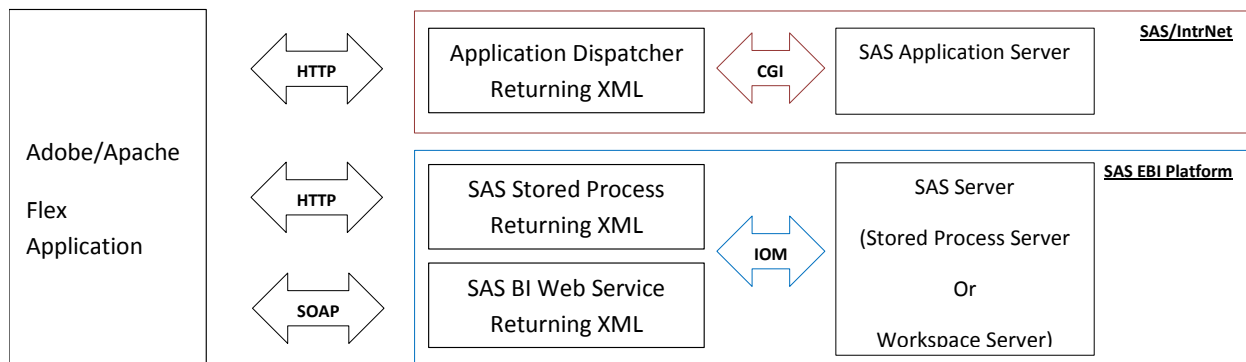 Adobe/Apache
Flex
Application
HTTP
HTTP
SOAP
SAS/IntrNet
Application Dispatcher
Returning XML
CGI
SAS Application Server
SAS EBI Platform
SAS Stored Process
Returning XML
SAS BI Web Service
Returning XML
IOM
SAS Server
(Stored Process Server
Or
Workspace Server)